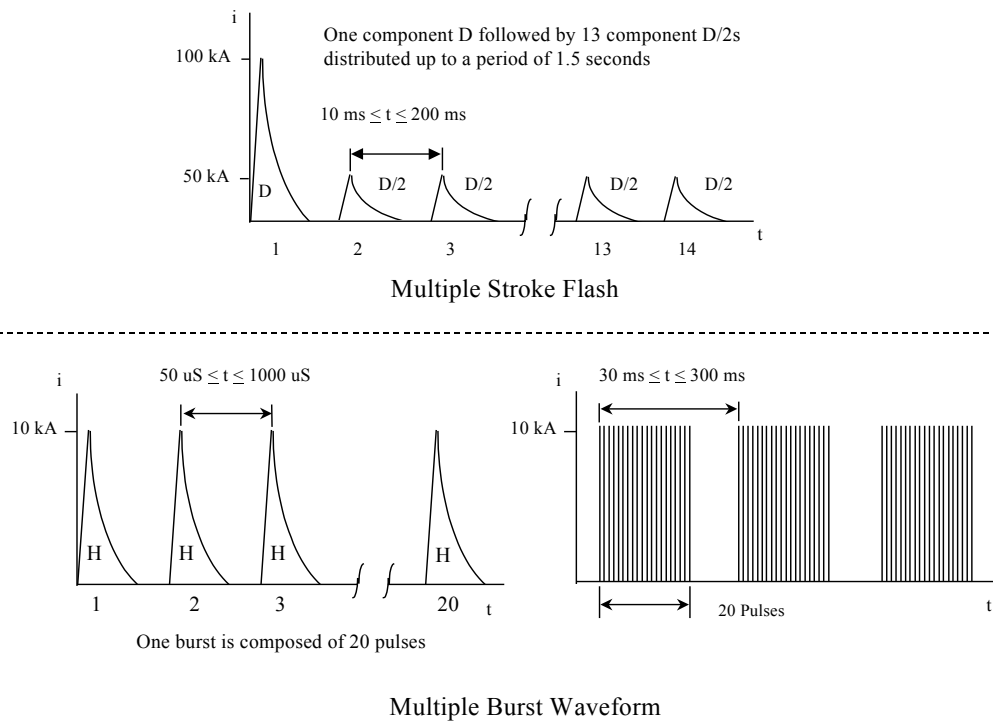 i
One component D followed by 13 component D/2s
distributed up to a period of 1.5 seconds
100 kA
10 ms ≤ t ≤ 200 ms
50 kA
D
D/2
D/2
D/2
D/2
t
1
2
3
13
14
Multiple Stroke Flash
50 uS ≤ t ≤ 1000 uS
i
10 kA
H
H
H
H
1
2
3
20
t
One burst is composed of 20 pulses
30 ms ≤ t ≤ 300 ms
i
10 kA
t
20 Pulses
Multiple Burst Waveform